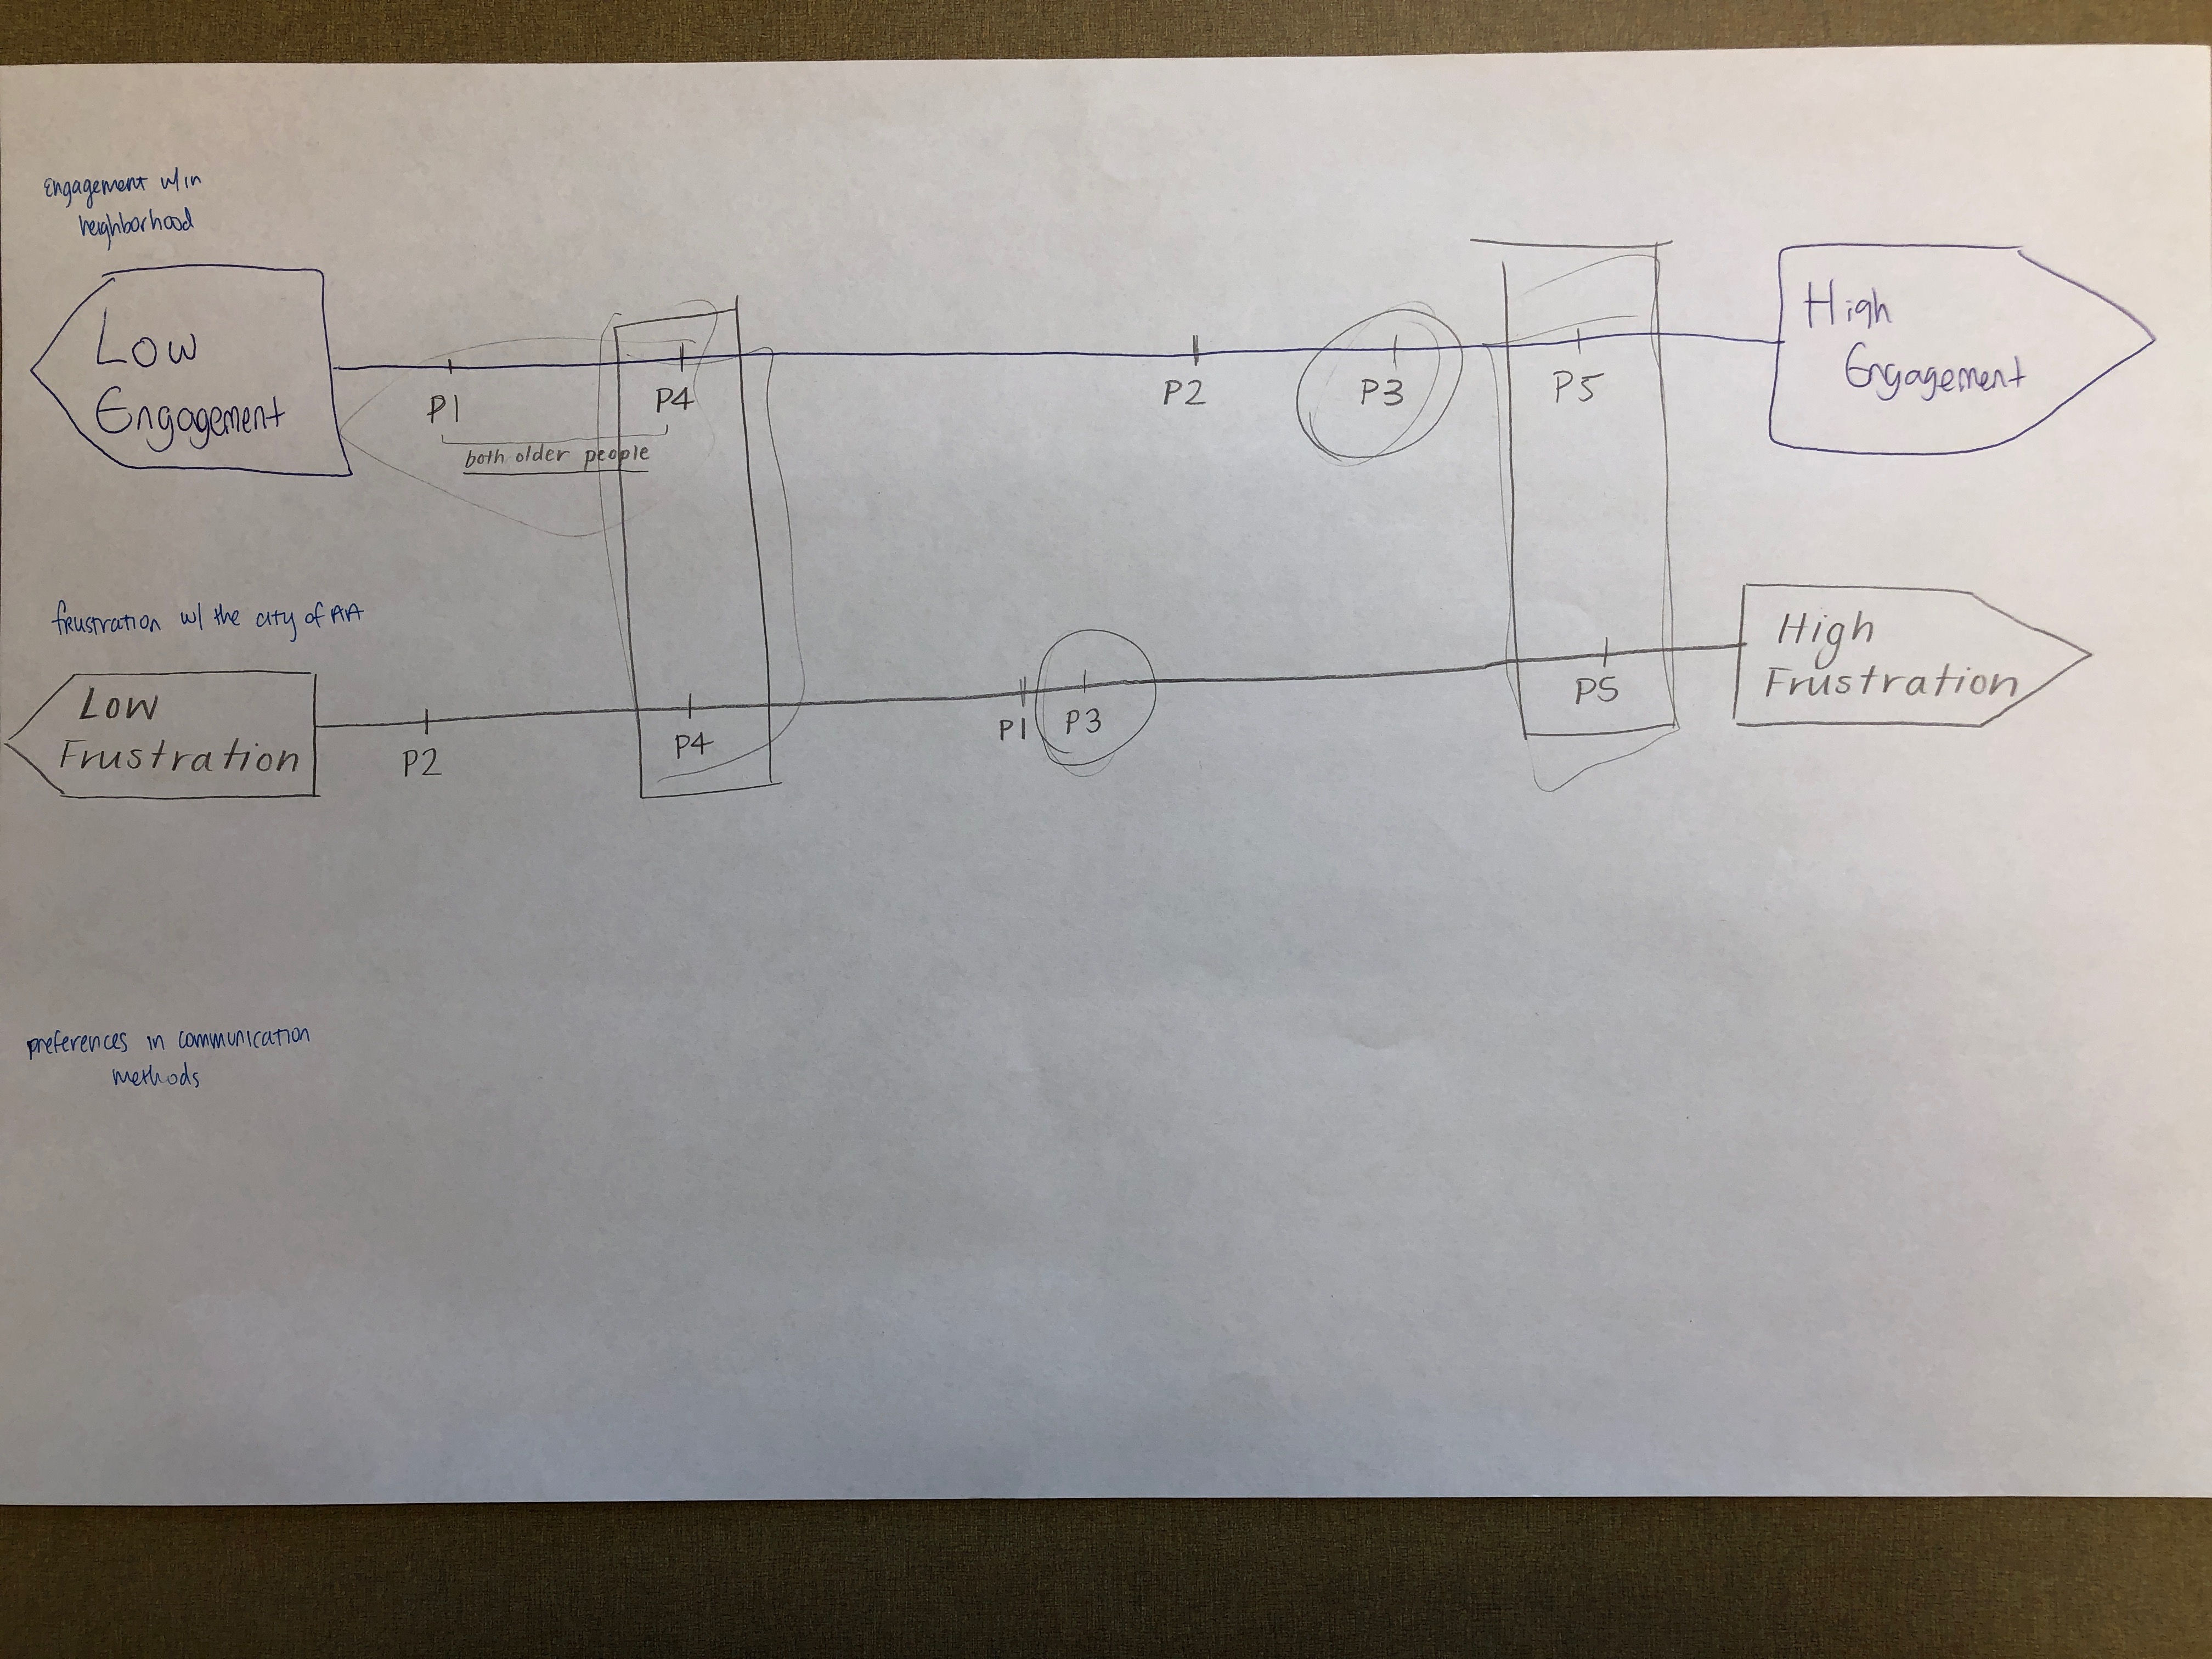 Engagement w/in
neighborhood
Low
Engagement
P1
P4
both older people
P2
P3
P5
High
Engagement
frustration w/ the city of AA
Low
Frustration
P2
P4
P1
P3
P5
High
Frustration
preferences in communication
methods